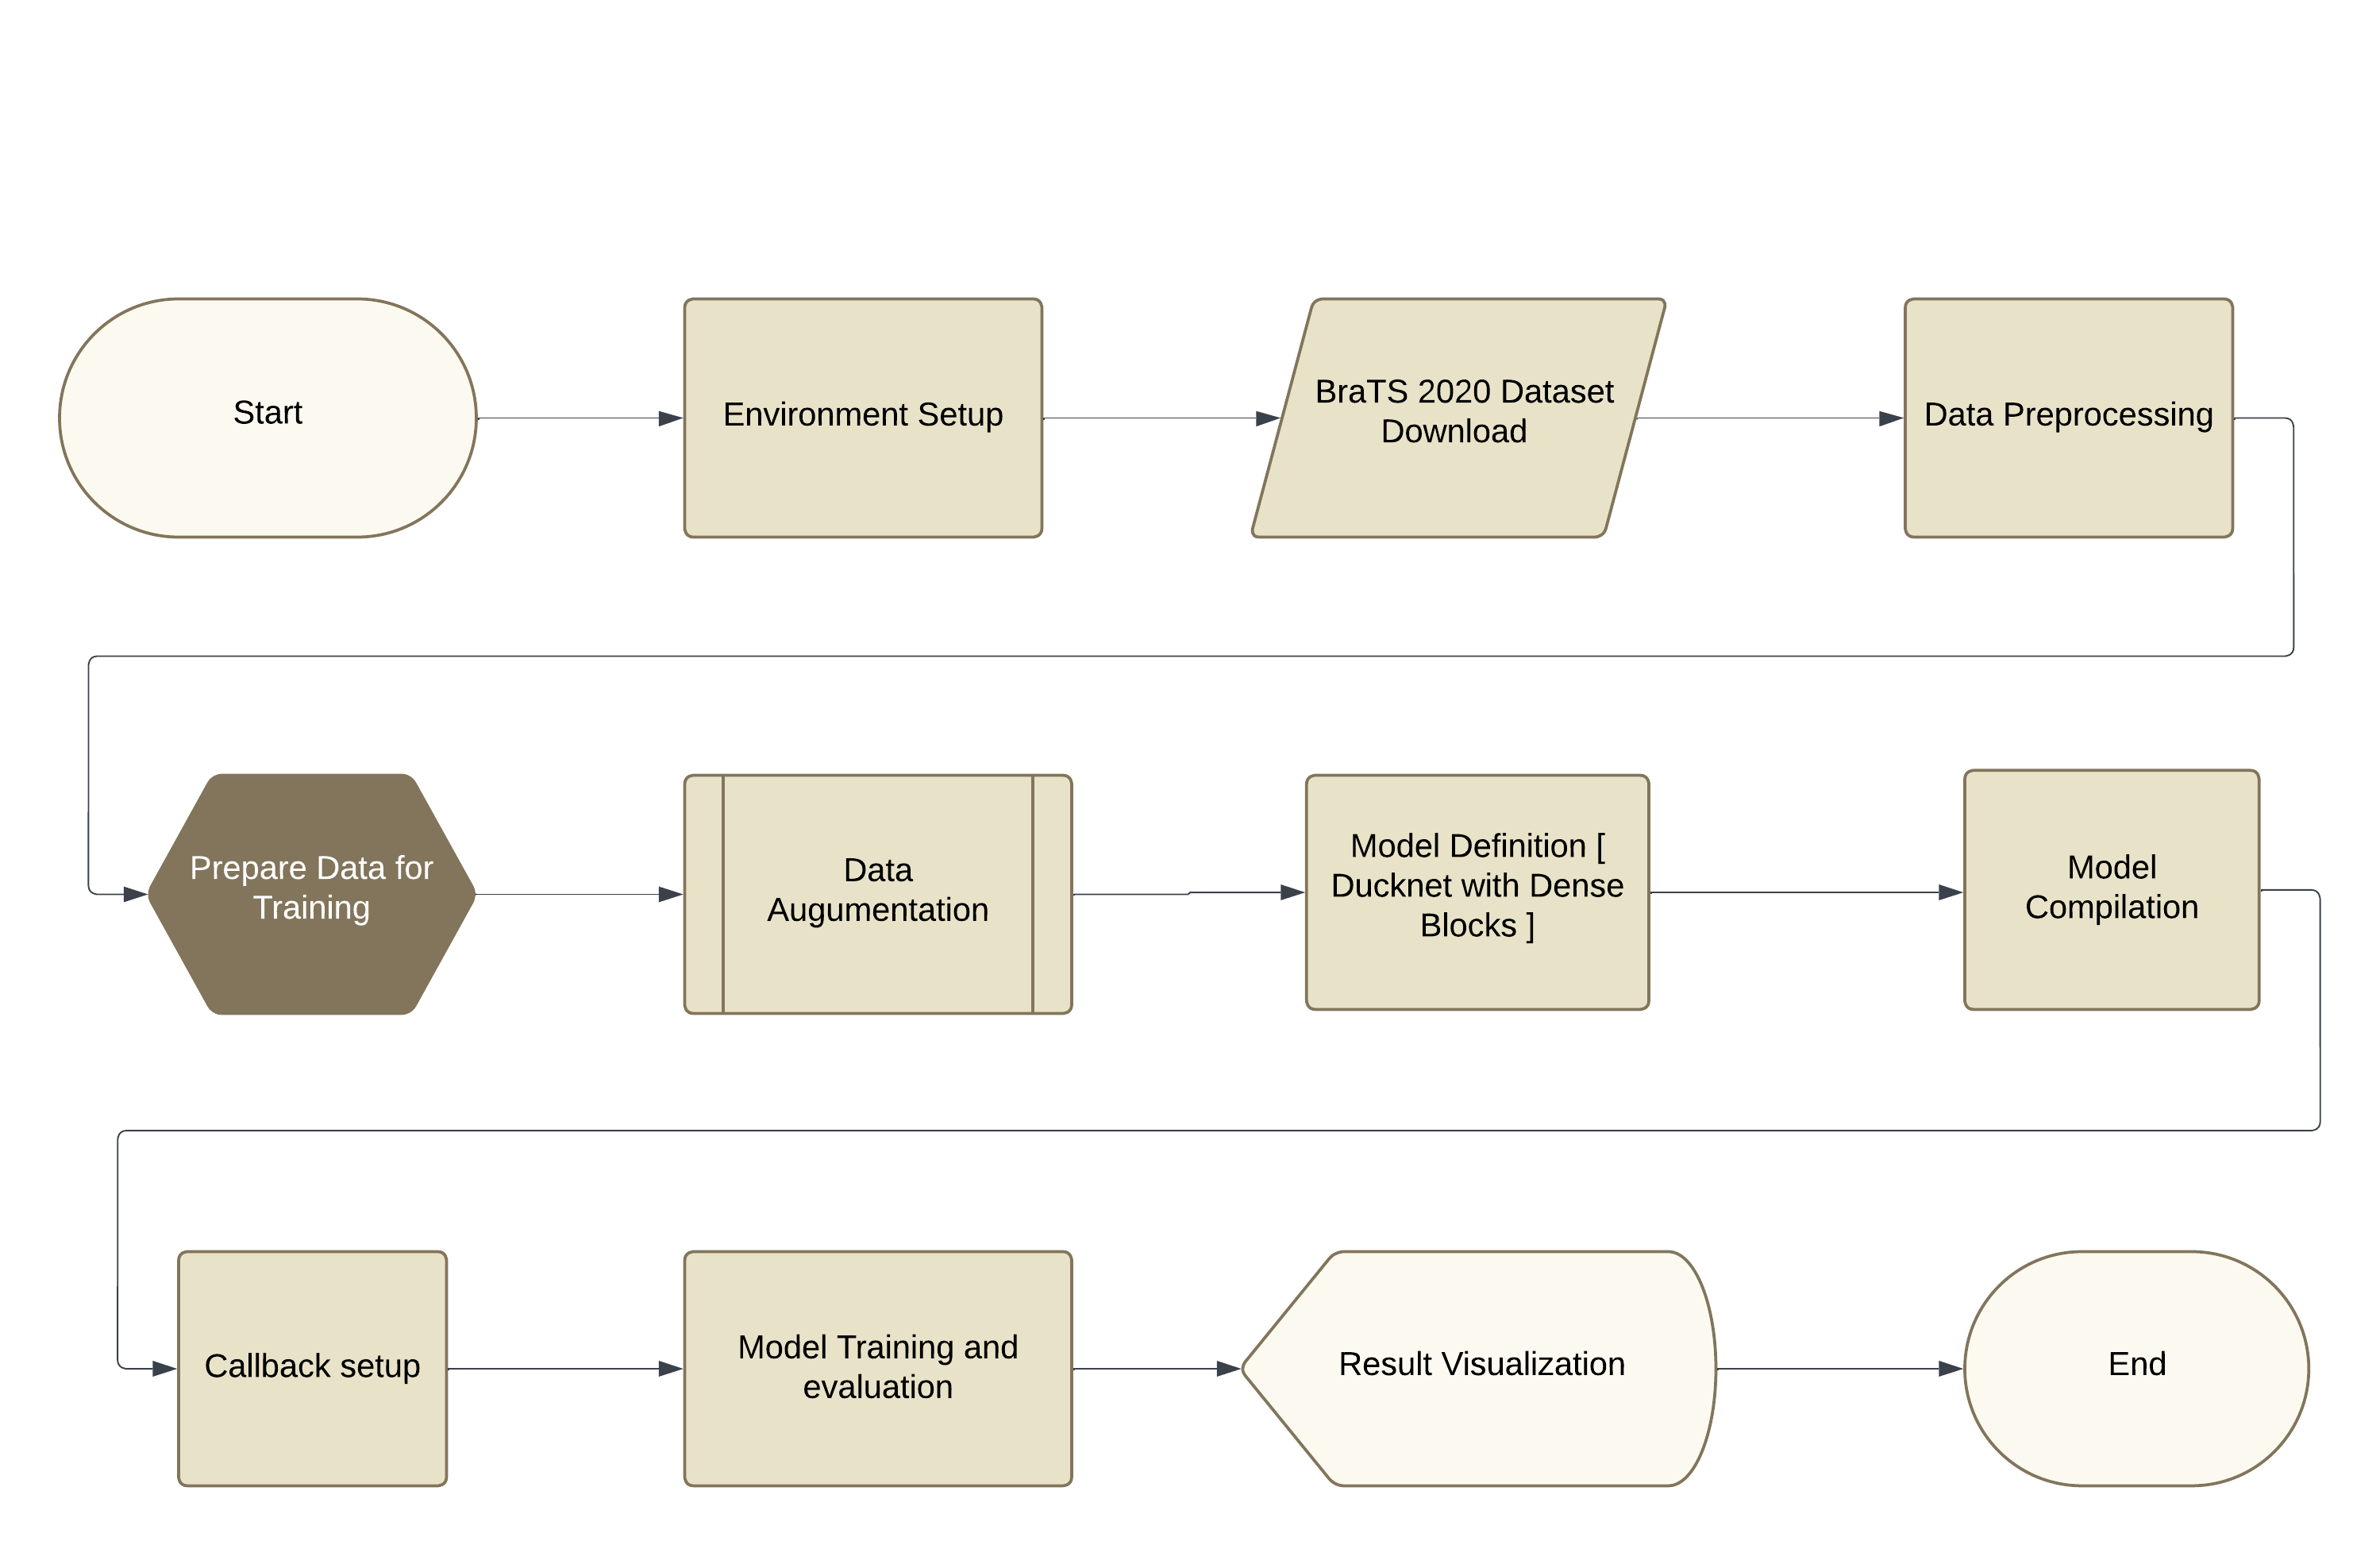 Start
Environment Setup
BraTS 2020 Dataset
Download
Data Preprocessing
Prepare Data for
Training
Data
Augumentation
Model Definition [
Ducknet with Dense
Blocks ]
Model
Compilation
Callback setup
Model Training and
evaluation
Result Visualization
End